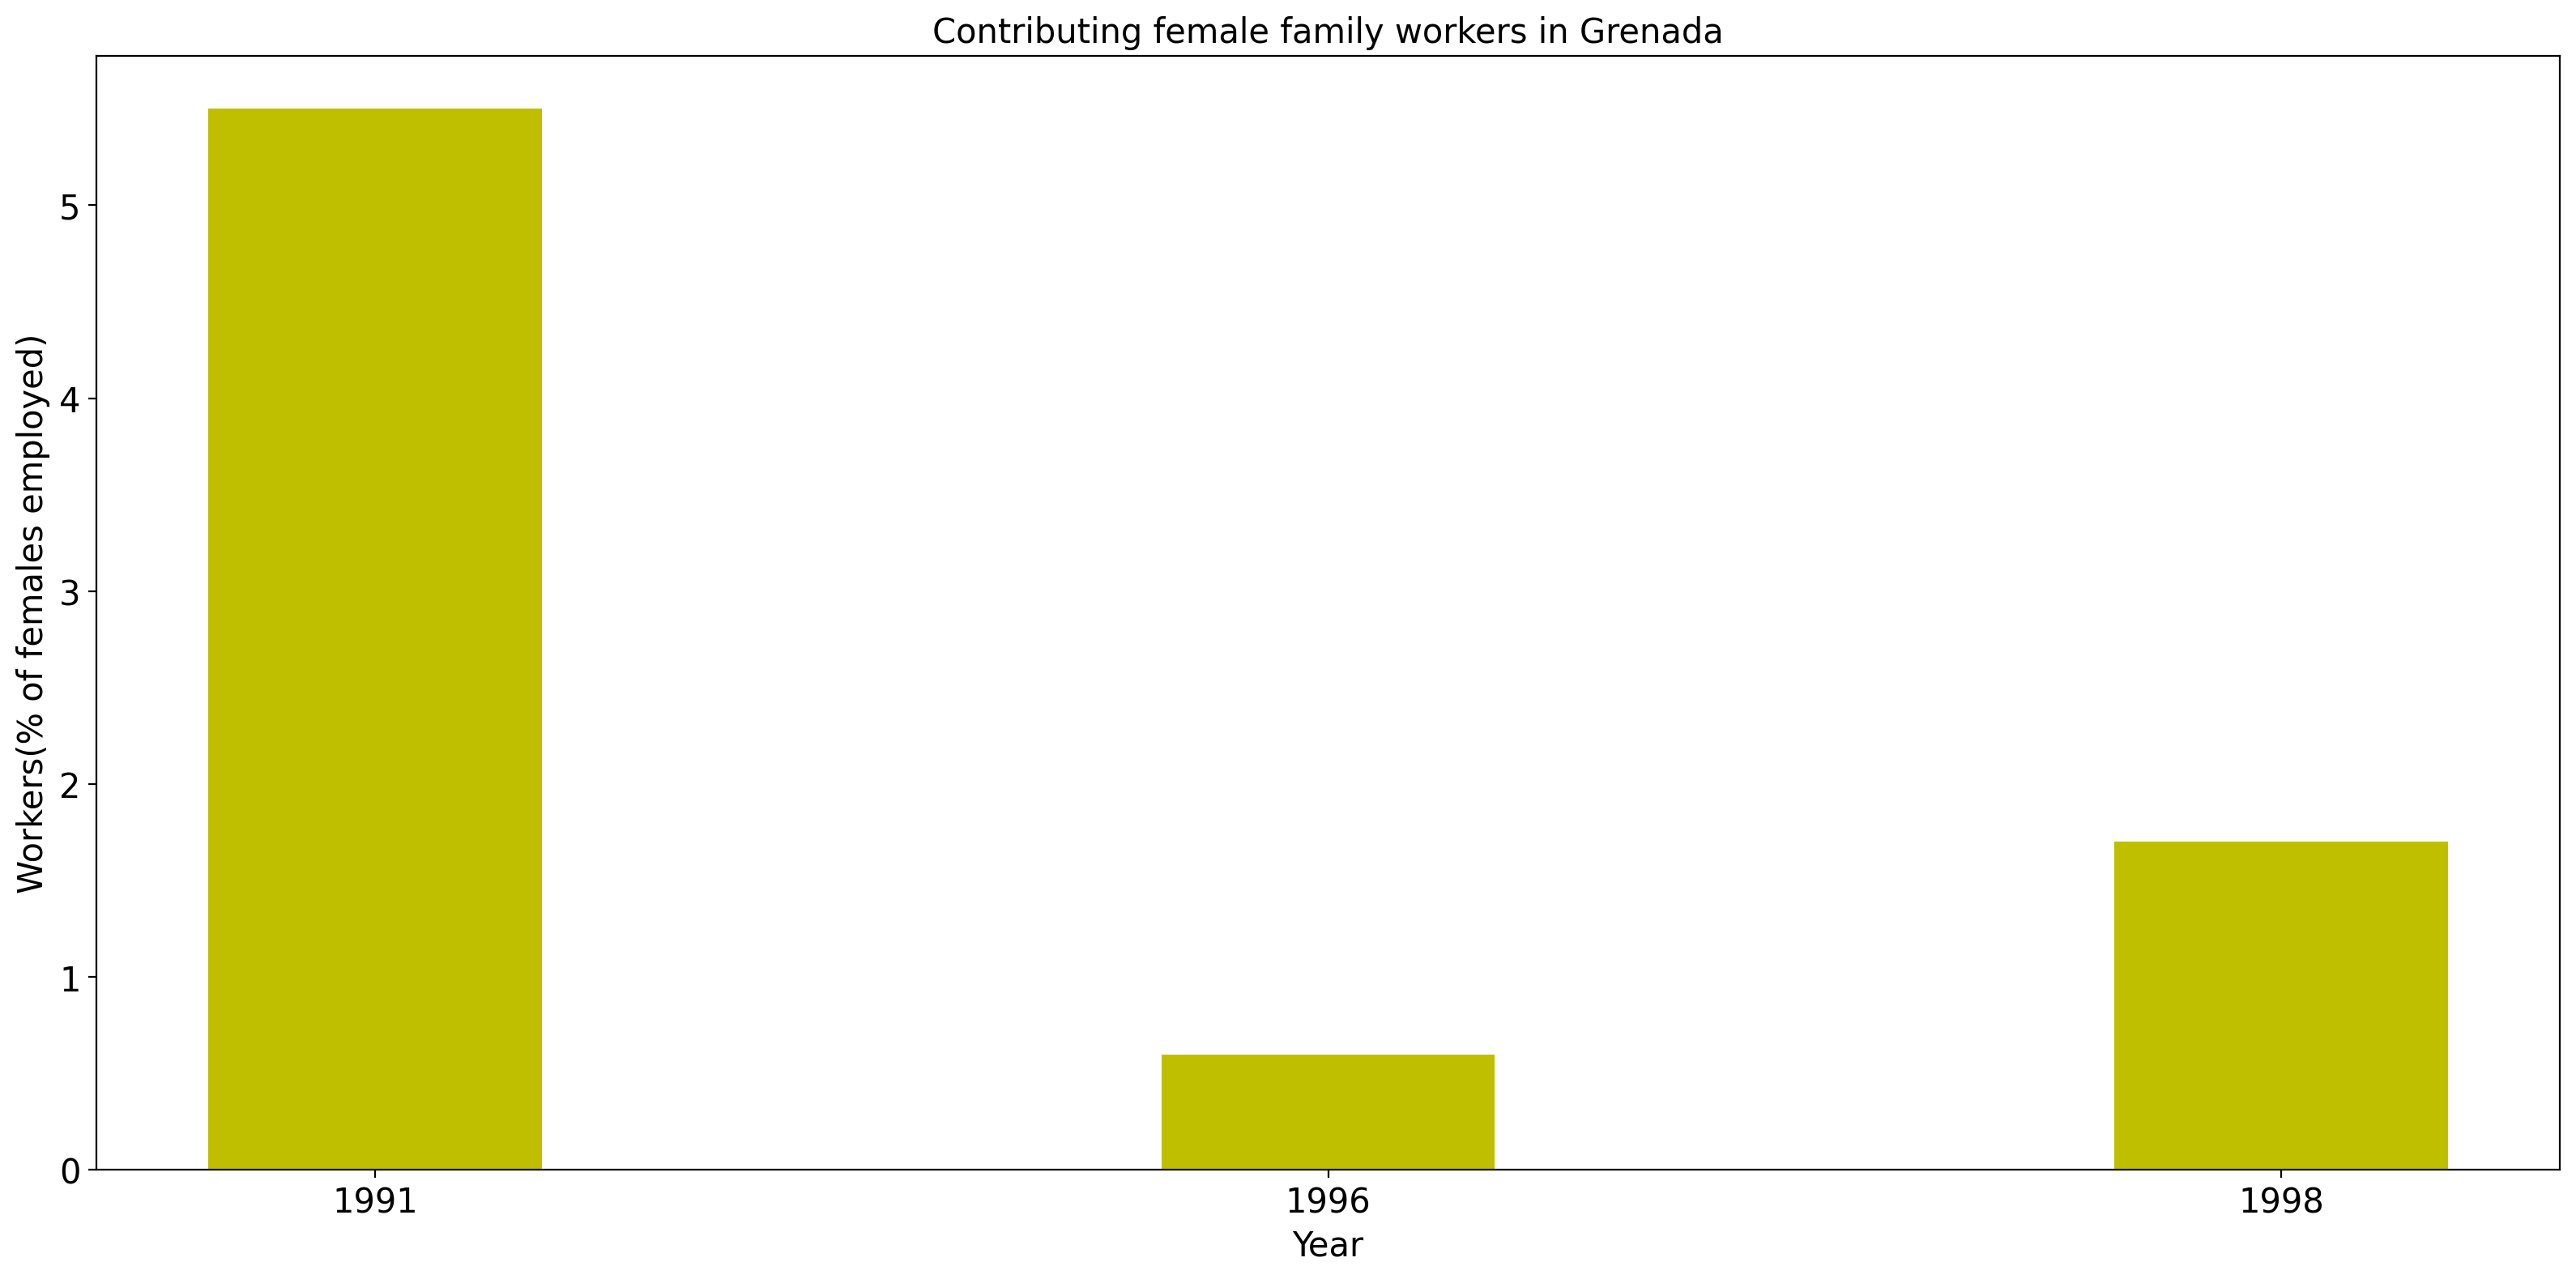 Contributing female family workers in Grenada
Workers(% of females employed)
5
4
3
2
1
0
1991 1996 1998
Year